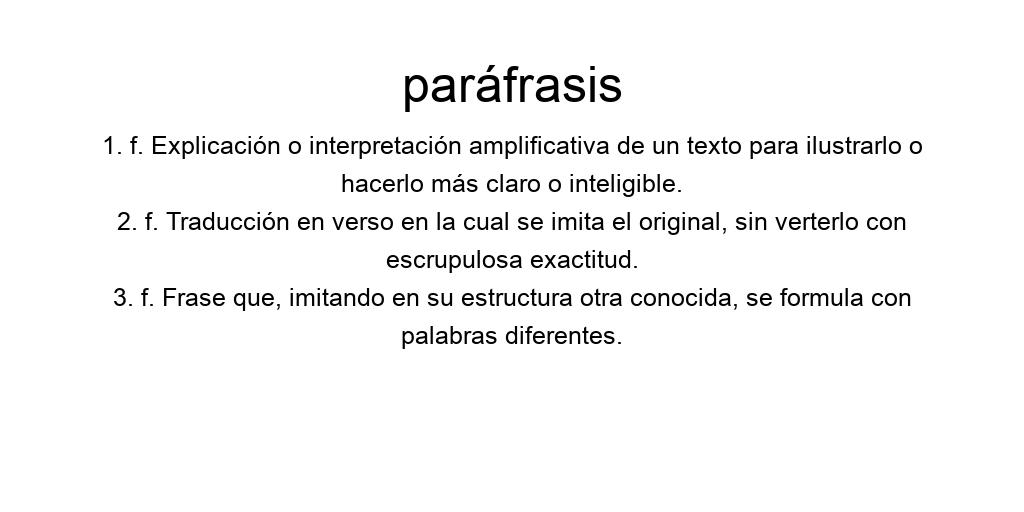 paráfrasis
1. f. Explicación o interpretación amplificativa de un texto para ilustrarlo o
hacerlo más claro o inteligible.
2. f. Traducción en verso en la cual se imita el original, sin verterlo con
escrupulosa exactitud.
3. f. Frase que, imitando en su estructura otra conocida, se formula con
palabras diferentes.